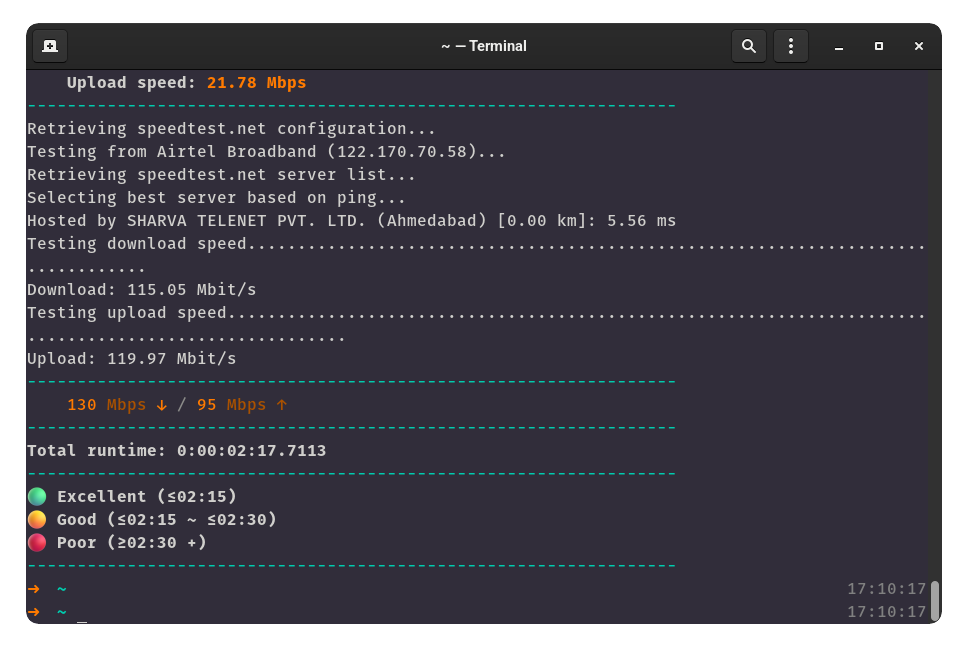 ~ — Terminal
Upload speed: 21.78 Mbps
-----------------------------------------------------------------
Retrieving speedtest.net configuration...
Testing from Airtel Broadband (122.170.70.58)...
Retrieving speedtest.net server list...
Selecting best server based on ping...
Hosted by SHARVA TELENET PVT. LTD. (Ahmedabad) [0.00 km]: 5.56 ms
Testing download speed....................................................................
............
Download: 115.05 Mbit/s
Testing upload speed......................................................................
................................
Upload: 119.97 Mbit/s
-----------------------------------------------------------------
130 Mbps ↓ / 95 Mbps ↑
-----------------------------------------------------------------
Total runtime: 0:00:02:17.7113
-----------------------------------------------------------------
Excellent (≤02:15)
Good (≤02:15 ~ ≤02:30)
Poor (≥02:30 +)
-----------------------------------------------------------------
➜ ~ 17:10:17
➜ ~ _ 17:10:17